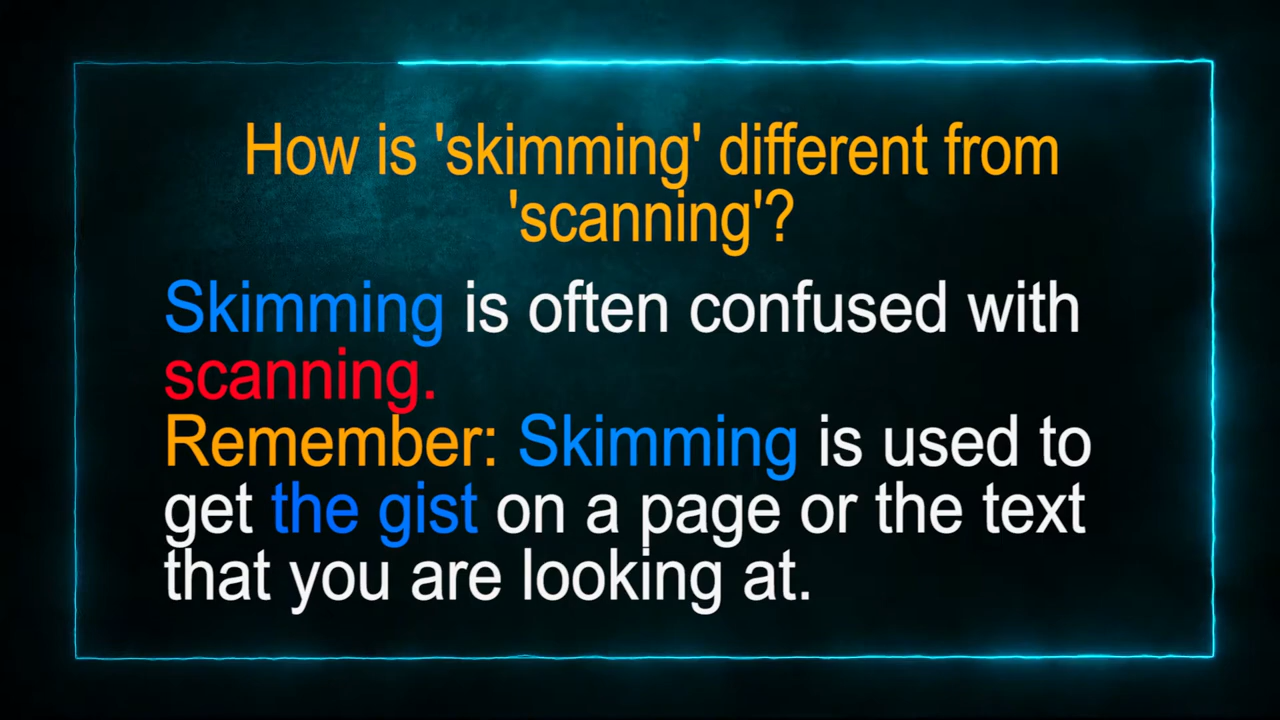 How is 'skimming' different from
'scanning'?
Skimming is often confused with
scanning.
Remember: Skimming is used to
get the gist on a page or the text
that you are looking at.